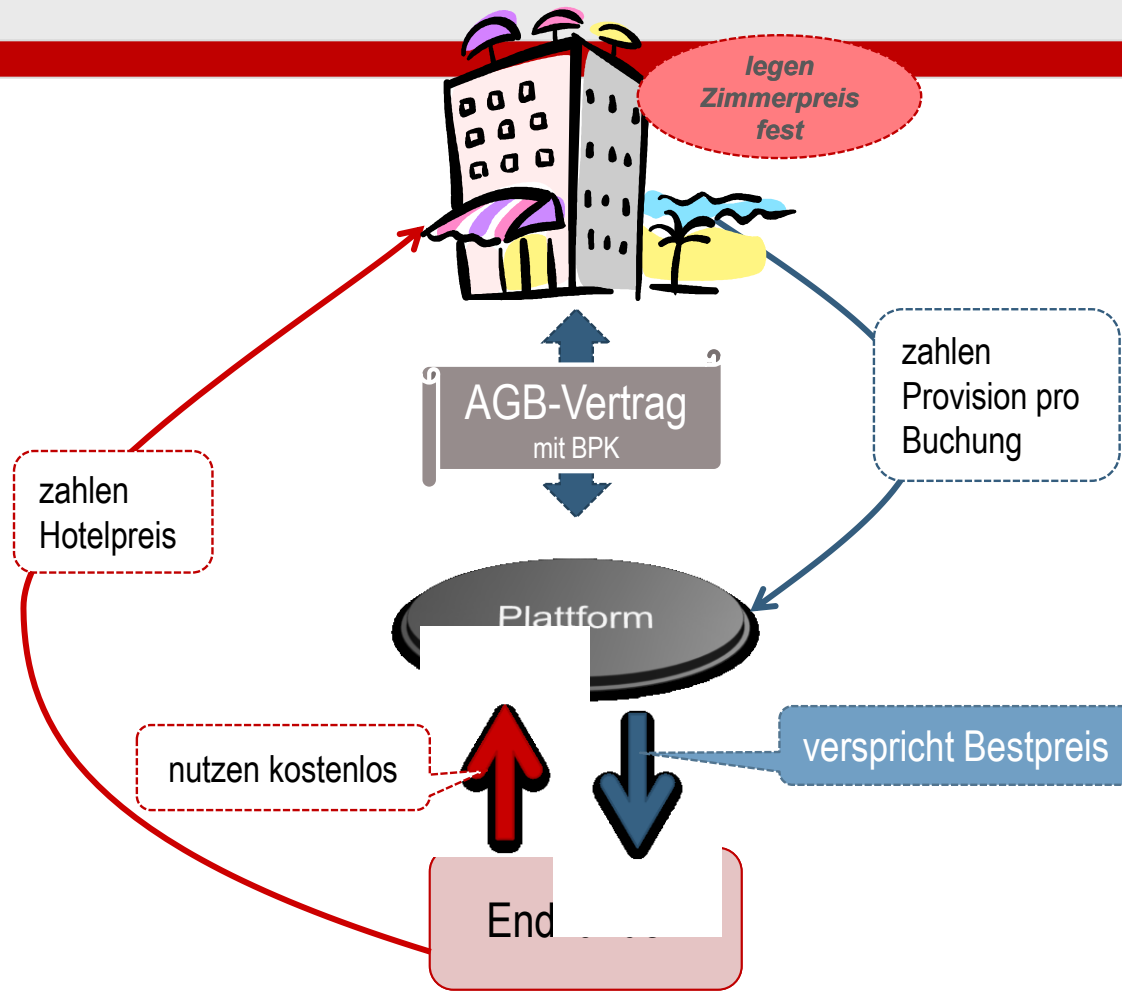 legen
Zimmerpreis
fest
AGB-Vertrag
mit BPK
zahlen
Provision pro
Buchung
zahlen
Hotelpreis
Plattform
nutzen kostenlos
verspricht Bestpreis